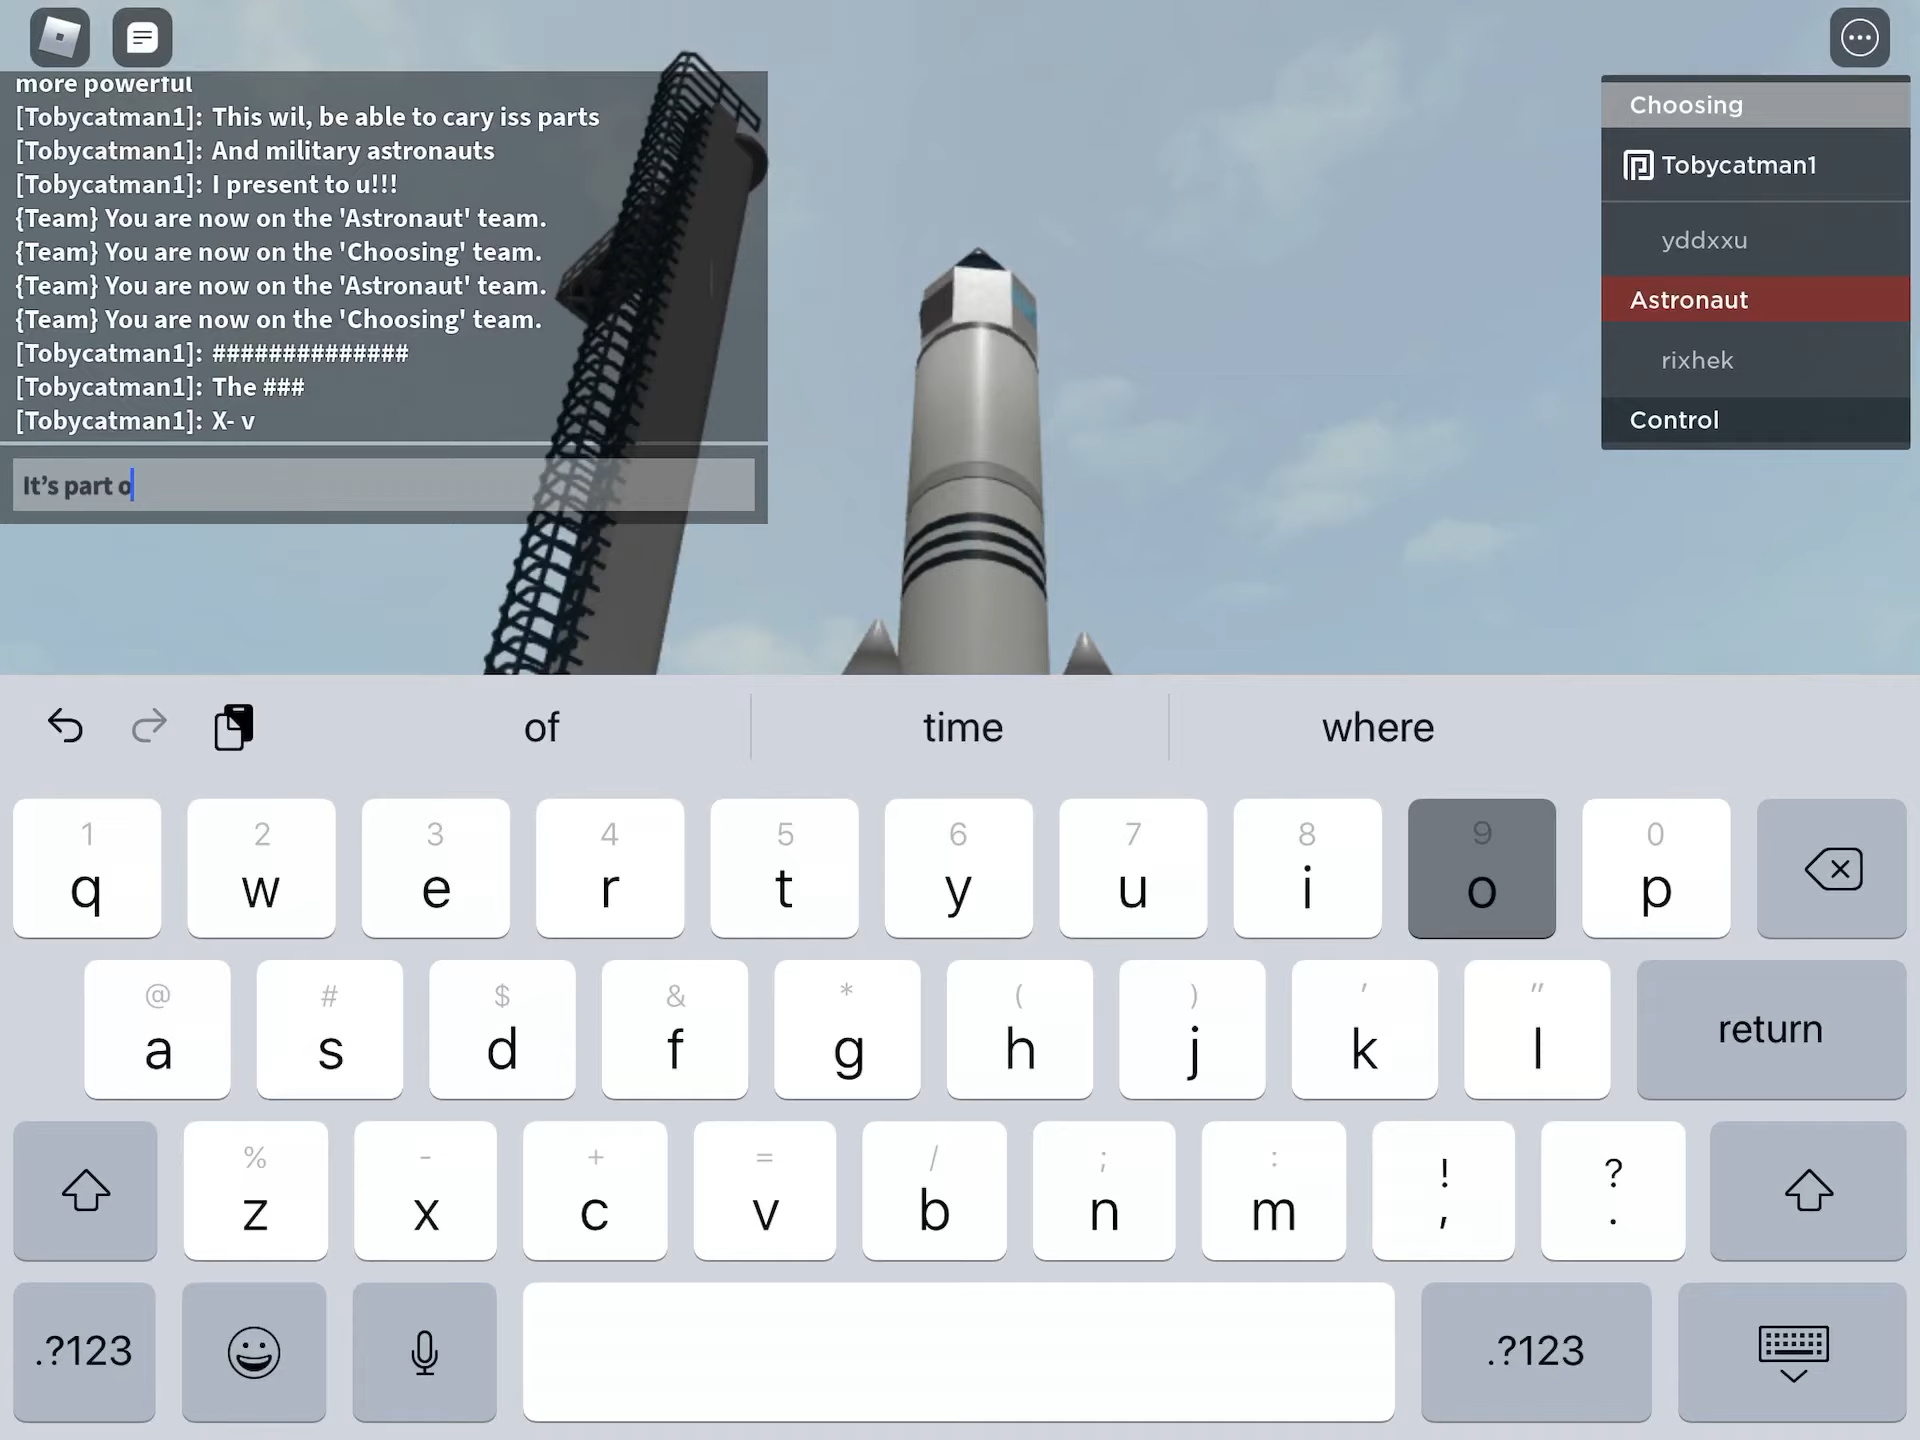 more powerful
[Tobycatman1]: This wil, be able to cary iss parts
[Tobycatman1]: And military astronauts
[Tobycatman1]: I present to u!!!
{Team} You are now on the 'Astronaut' team.
{Team} You are now on the 'Choosing' team.
{Team} You are now on the 'Astronaut' team.
{Team} You are now on the 'Choosing' team.
[Tobycatman1]: ##############
[Tobycatman1]: The ###
[Tobycatman1]: X- v
It’s part o
Choosing
Tobycatman1
yddxxu
Astronaut
rixhek
Control
of time where
1 2 3 4 5 6 7 8 9 0
q w e r t y u i o p
@ # $ & * ( ) ′ ″
a s d f g h j k l return
% - + = / ; : ! ?
z x c v b n m , .
.?123 .?123